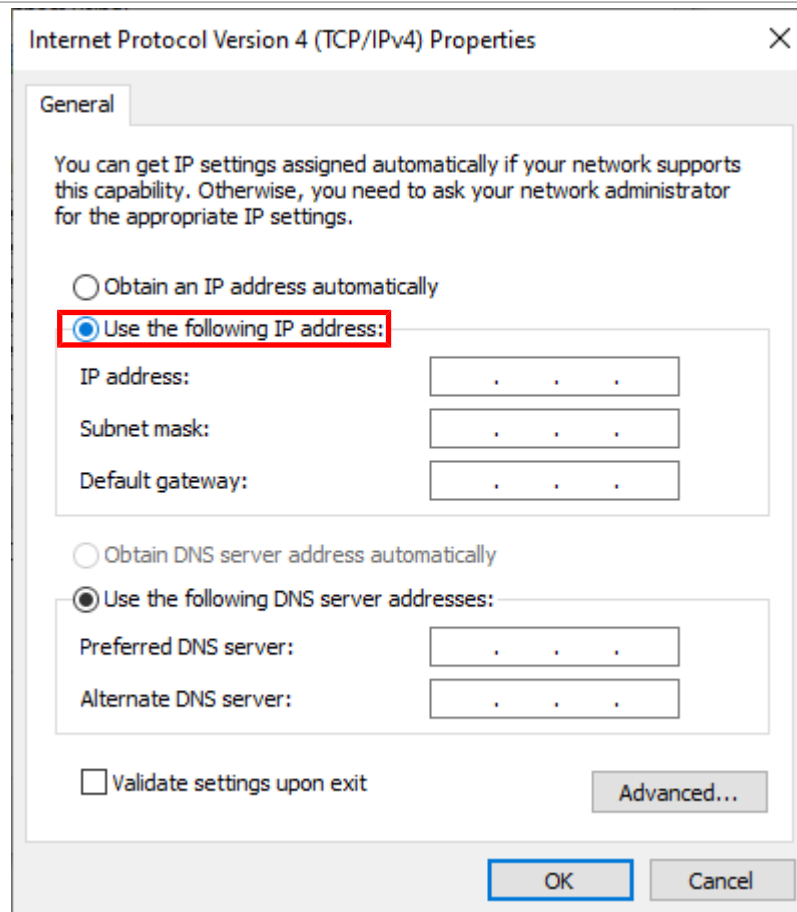 Internet Protocol Version 4 (TCP/IPv4) Properties
General
You can get IP settings assigned automatically if your network supports
this capability. Otherwise, you need to ask your network administrator
for the appropriate IP settings.
Obtain an IP address automatically
Use the following IP address:
IP address:
Subnet mask:
Default gateway:
Obtain DNS server address automatically
Use the following DNS server addresses:
Preferred DNS server:
Alternate DNS server:
Validate settings upon exit
Advanced...
OK Cancel